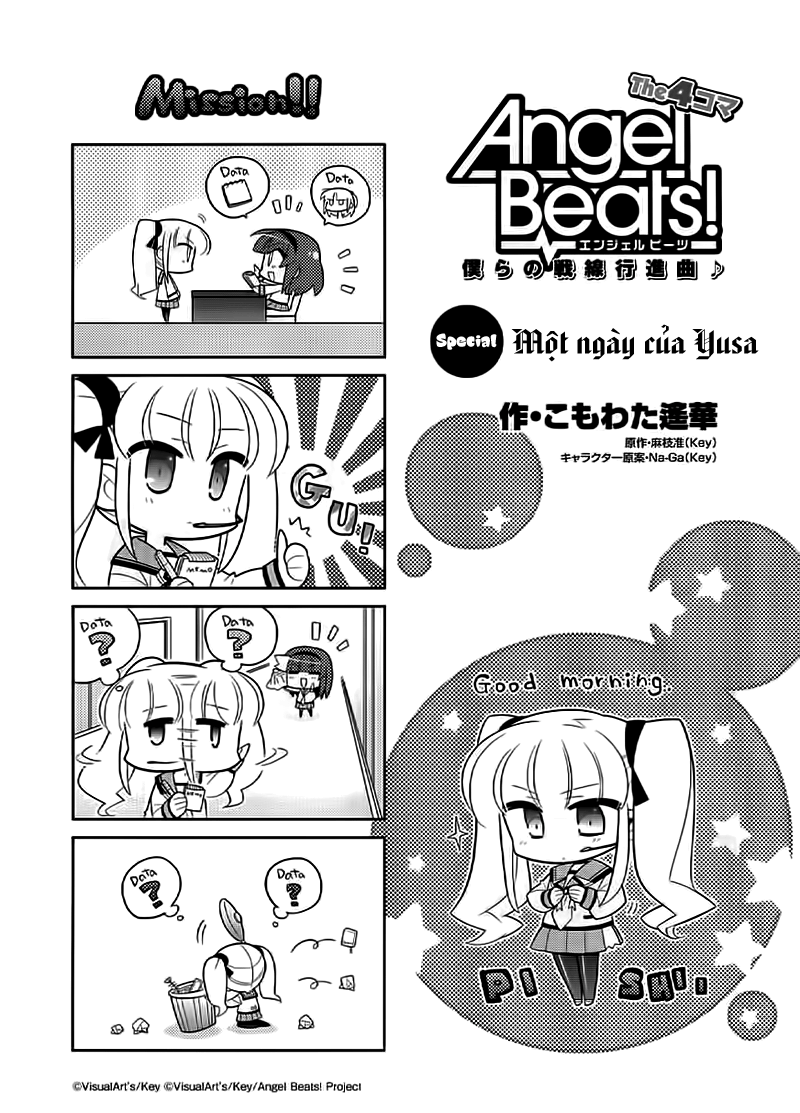 The 4コマ
Angel
Beats!
エンジェル ビーツ
僕らの戦線行進曲♪
Special
Một ngày của Yusa
作・こもわた遙華
原作・麻枝准(Key)
キャラクター原案・Na-Ga(Key)
Good morning.
PI SHI!
Mission!!
Data
Data
GU!
MEMO
Data
?
Data
?
Data
?
Data
?
©VisualArt's/Key ©VisualArt's/Key/Angel Beats! Project